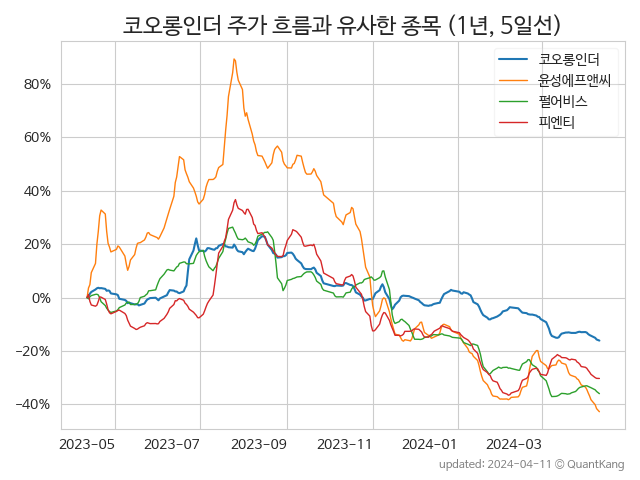 코오롱인더 주가 흐름과 유사한 종목 (1년, 5일선)
코오롱인더
윤성에프앤씨
펄어비스
피엔티
80%
60%
40%
20%
0%
−20%
−40%
2023-05 2023-07 2023-09 2023-11 2024-01 2024-03
updated: 2024-04-11 © QuantKang